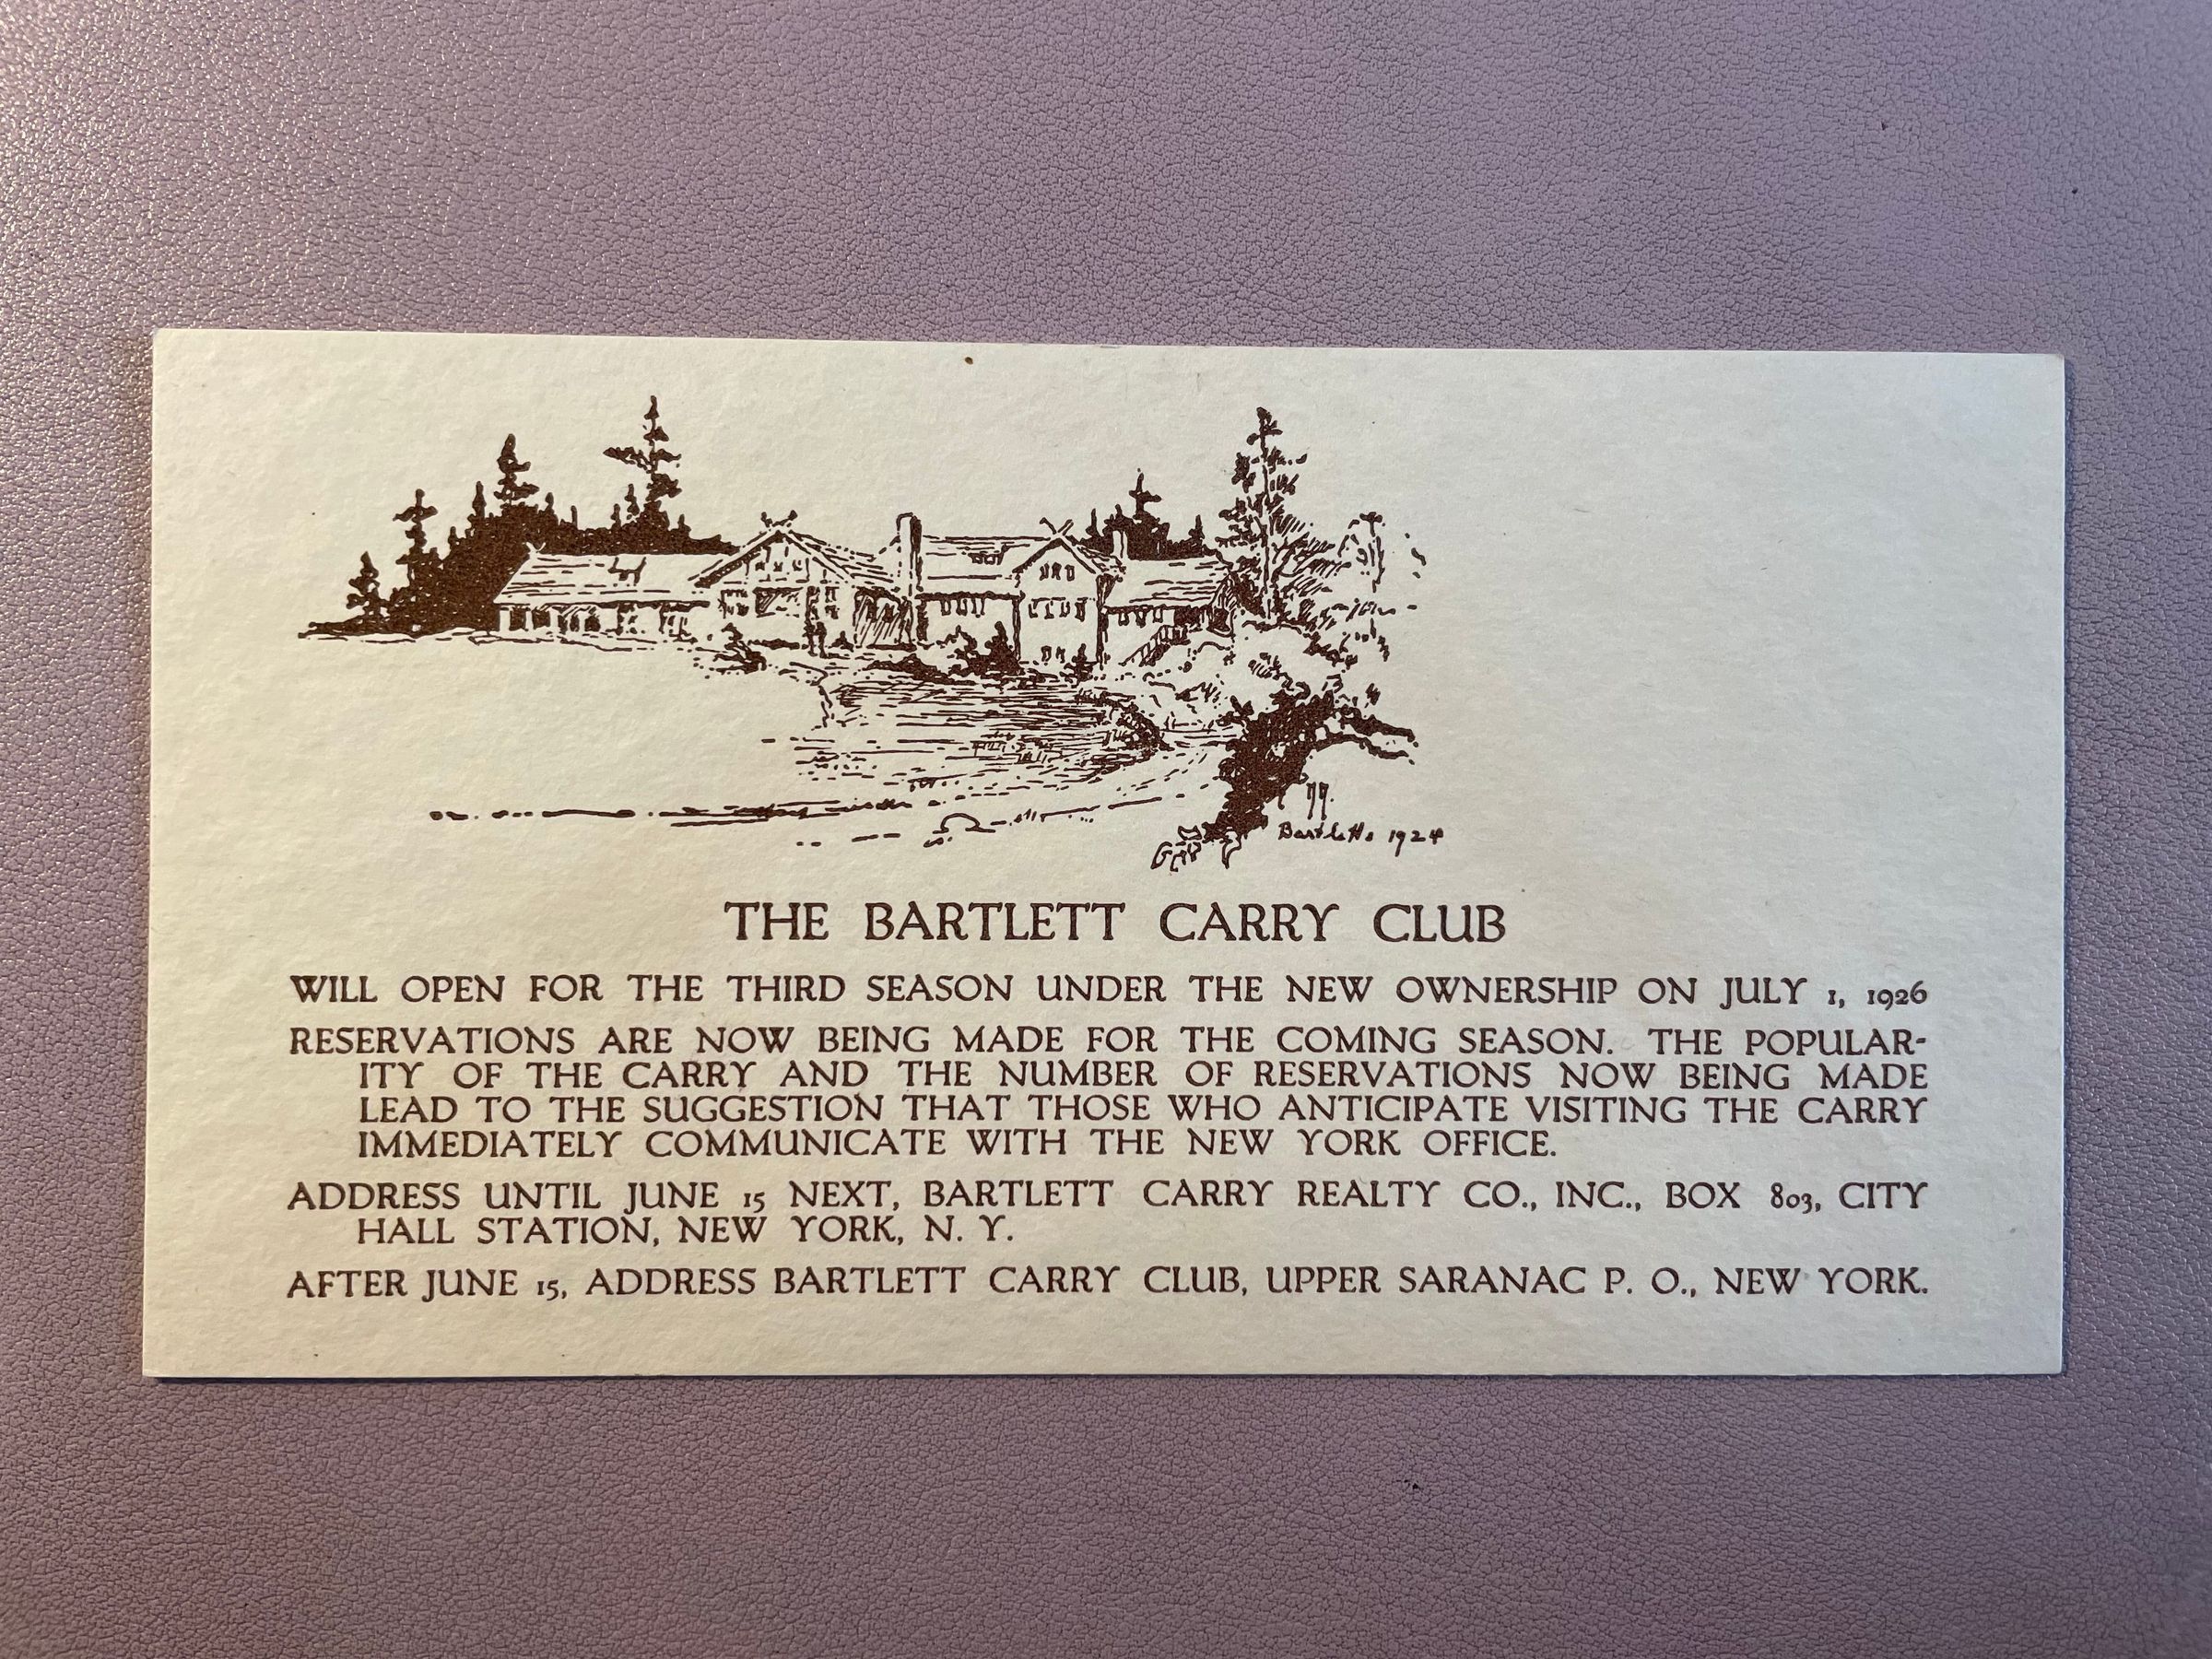 Bartletts 1924
THE BARTLETT CARRY CLUB
WILL OPEN FOR THE THIRD SEASON UNDER THE NEW OWNERSHIP ON JULY 1, 1926
RESERVATIONS ARE NOW BEING MADE FOR THE COMING SEASON. THE POPULAR-
ITY OF THE CARRY AND THE NUMBER OF RESERVATIONS NOW BEING MADE
LEAD TO THE SUGGESTION THAT THOSE WHO ANTICIPATE VISITING THE CARRY
IMMEDIATELY COMMUNICATE WITH THE NEW YORK OFFICE.
ADDRESS UNTIL JUNE 15 NEXT, BARTLETT CARRY REALTY CO., INC., BOX 803, CITY
HALL STATION, NEW YORK, N. Y.
AFTER JUNE 15, ADDRESS BARTLETT CARRY CLUB, UPPER SARANAC P. O., NEW YORK.